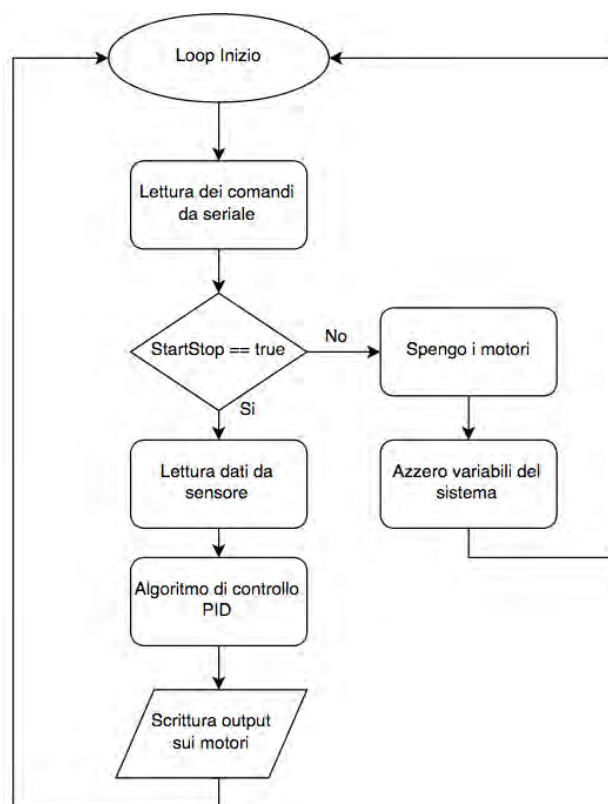 Loop Inizio
Lettura dei comandi
da seriale
StartStop == true
No
Spengo i motori
Si
Lettura dati da
sensore
Azzero variabili del
sistema
Algoritmo di controllo
PID
Scrittura output
sui motori